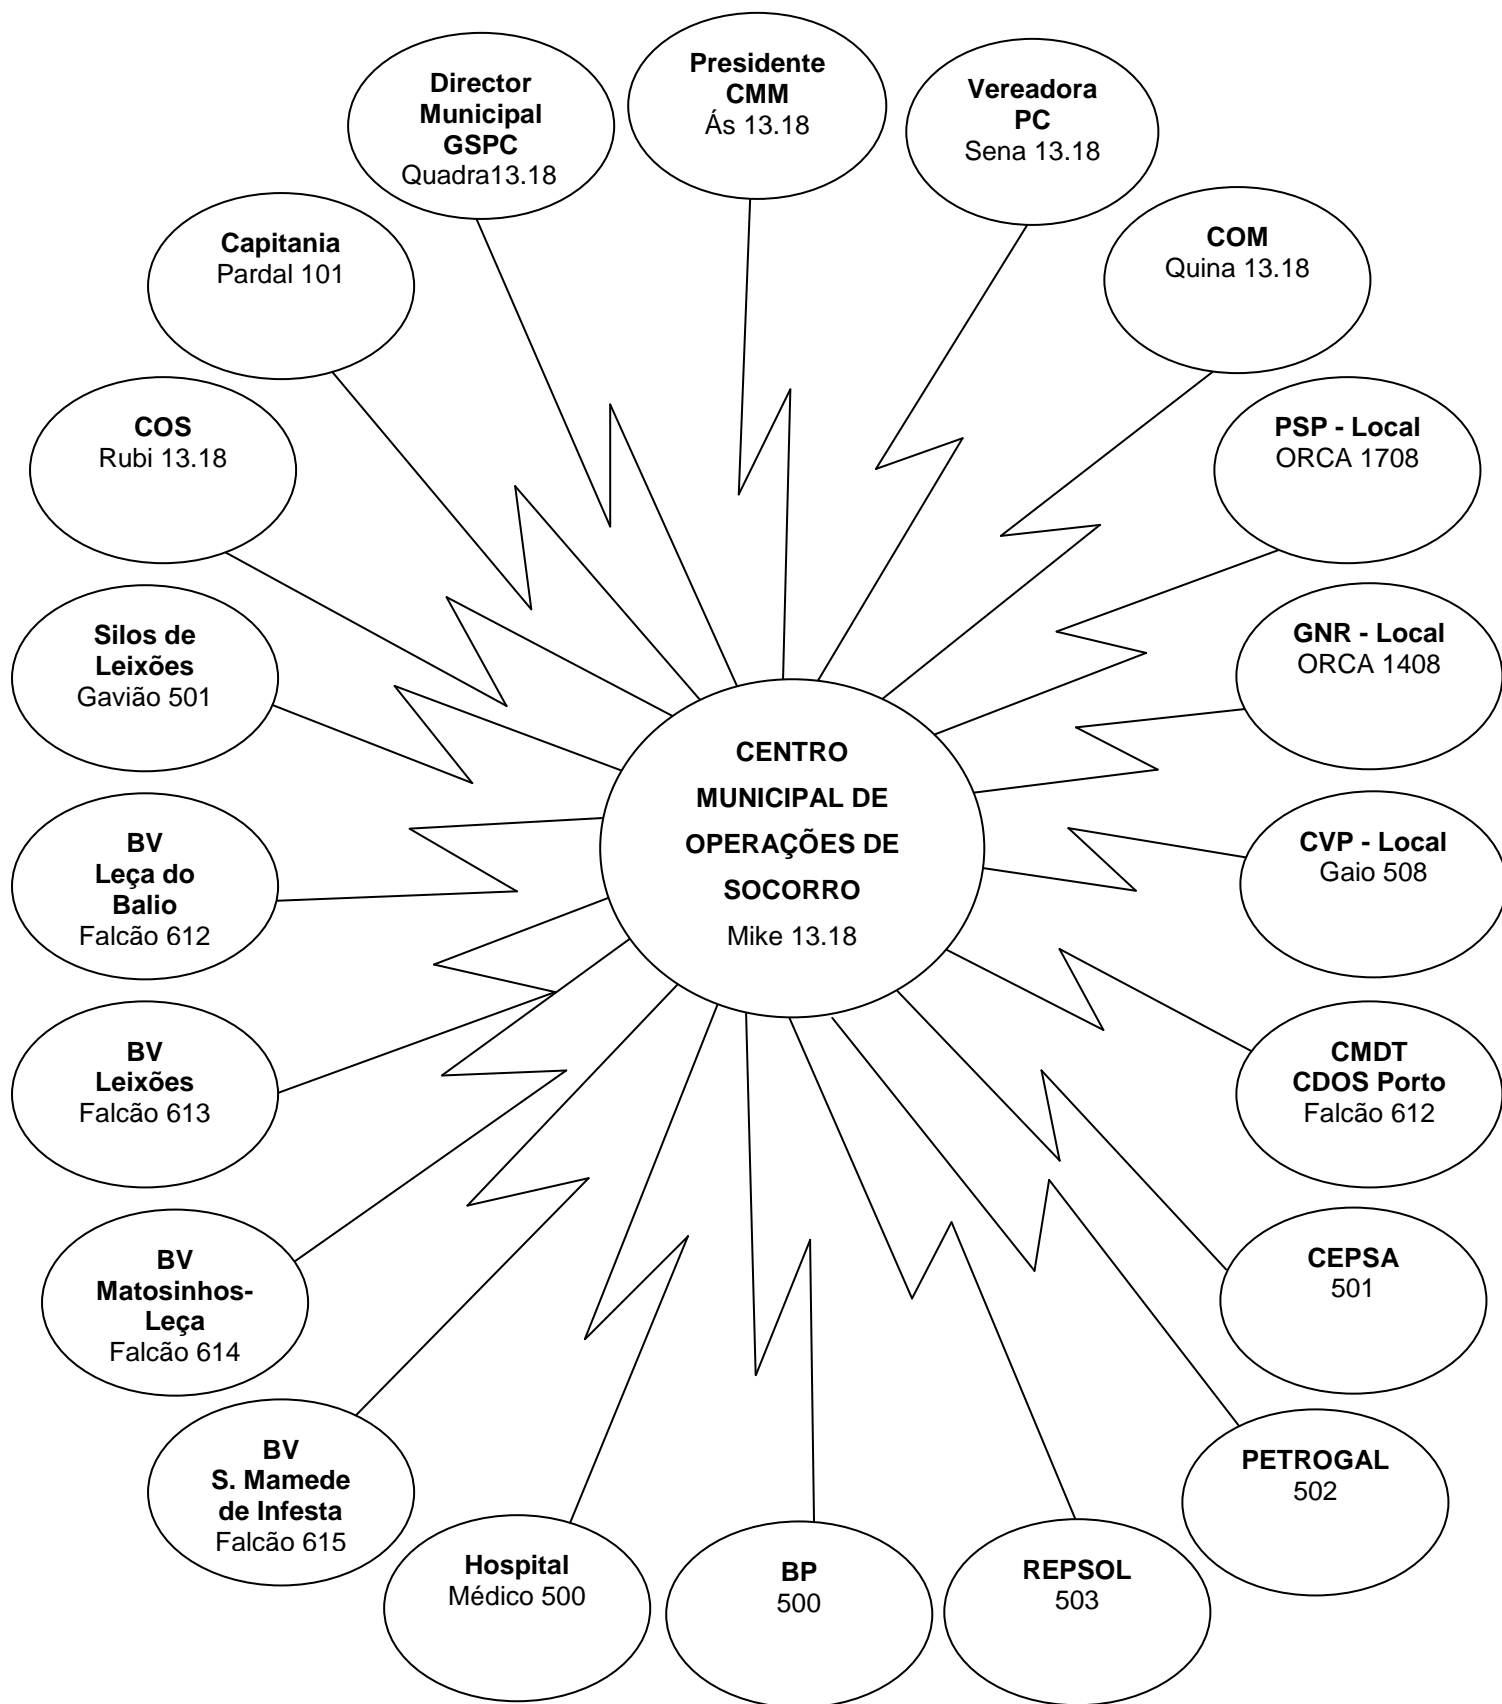 Presidente
CMM
Ás 13.18
Director
Municipal
GSPC
Quadra13.18
Vereadora
PC
Sena 13.18
Capitania
Pardal 101
COM
Quina 13.18
COS
Rubi 13.18
PSP - Local
ORCA 1708
Silos de
Leixões
Gavião 501
GNR - Local
ORCA 1408
CENTRO
MUNICIPAL DE
OPERAÇÕES DE
SOCORRO
Mike 13.18
BV
Leça do
Balio
Falcão 612
CVP - Local
Gaio 508
BV
Leixões
Falcão 613
CMDT
CDOS Porto
Falcão 612
BV
Matosinhos-
Leça
Falcão 614
CEPSA
501
BV
S. Mamede
de Infesta
Falcão 615
PETROGAL
502
Hospital
Médico 500
BP
500
REPSOL
503